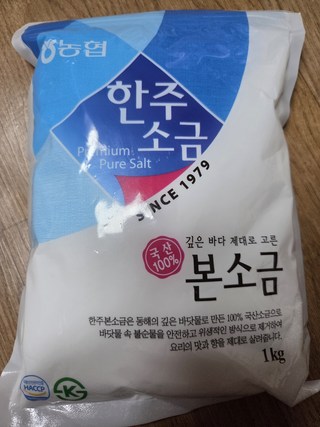 농협
한주
소금
Premium
Pure Salt
SINCE 1979
국산
100%
깊은 바다 제대로 고른
본소금
한주본소금은 동해의 깊은 바닷물로 만든 100% 국산소금으로
바닷물 속 불순물을 안전하고 위생적인 방식으로 제거하여
요리의 맛과 향을 제대로 살려줍니다.
1kg
HACCP